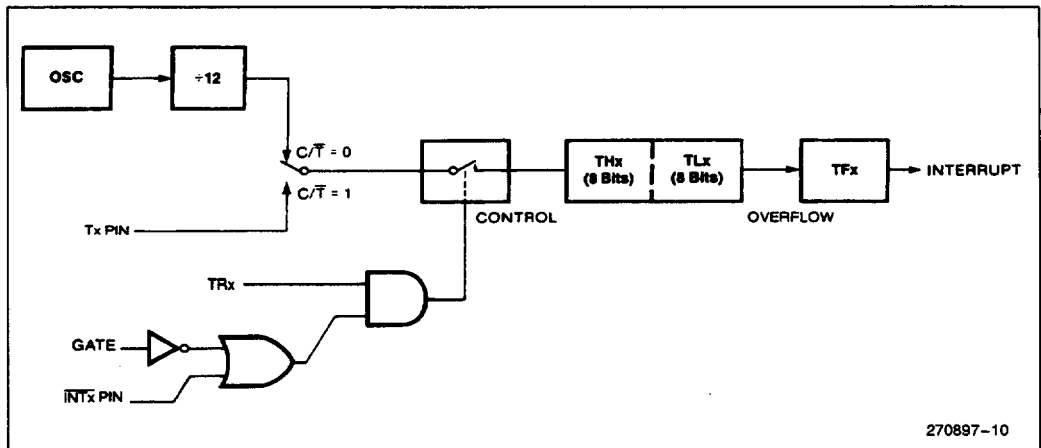 OSC
÷12
C/T̅ = 0
C/T̅ = 1
Tx PIN
THx
(8 Bits)
TLx
(8 Bits)
TFx
INTERRUPT
CONTROL
OVERFLOW
TRx
GATE
I̅N̅T̅x̅ PIN
270897-10